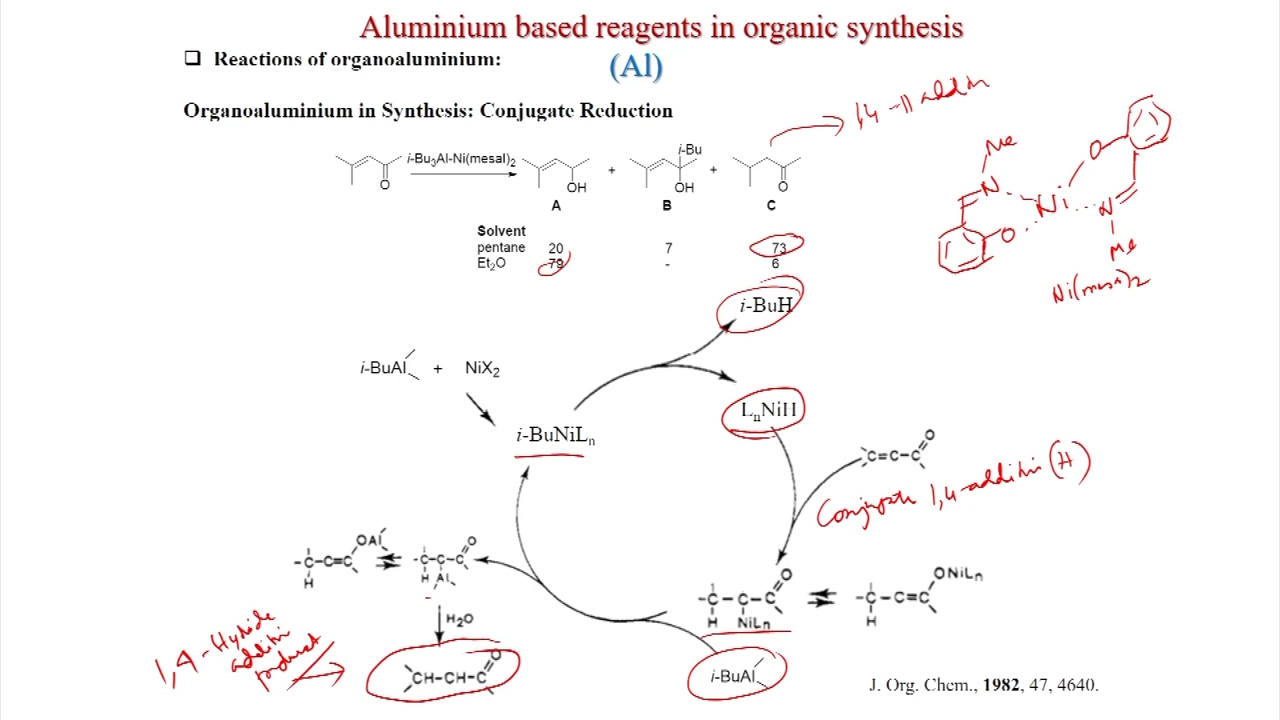 Aluminium based reagents in organic synthesis
(Al)
❑ Reactions of organoaluminium:
Organoaluminium in Synthesis: Conjugate Reduction
1,4-H addn
i-Bu3Al-Ni(mesal)2
O
+
OH
A
i-Bu
OH
B
+
O
C
Solvent
pentane 20 7 73
Et2O 79 - 6
Me
N
Ni
O
O
N
Me
Ni(mesal)2
i-BuH
i-BuAl + NiX2
i-BuNiLn
LnNiH
C=C-C O
Conjugate 1,4-addition (H)
-C-C=C OAl
H
-C-C-C O
H Al
H2O
CH-CH-C O
1,4-Hydride addition product
-C-C-C O
H NiLn
-C-C=C ONiLn
H
i-BuAl
J. Org. Chem., 1982, 47, 4640.